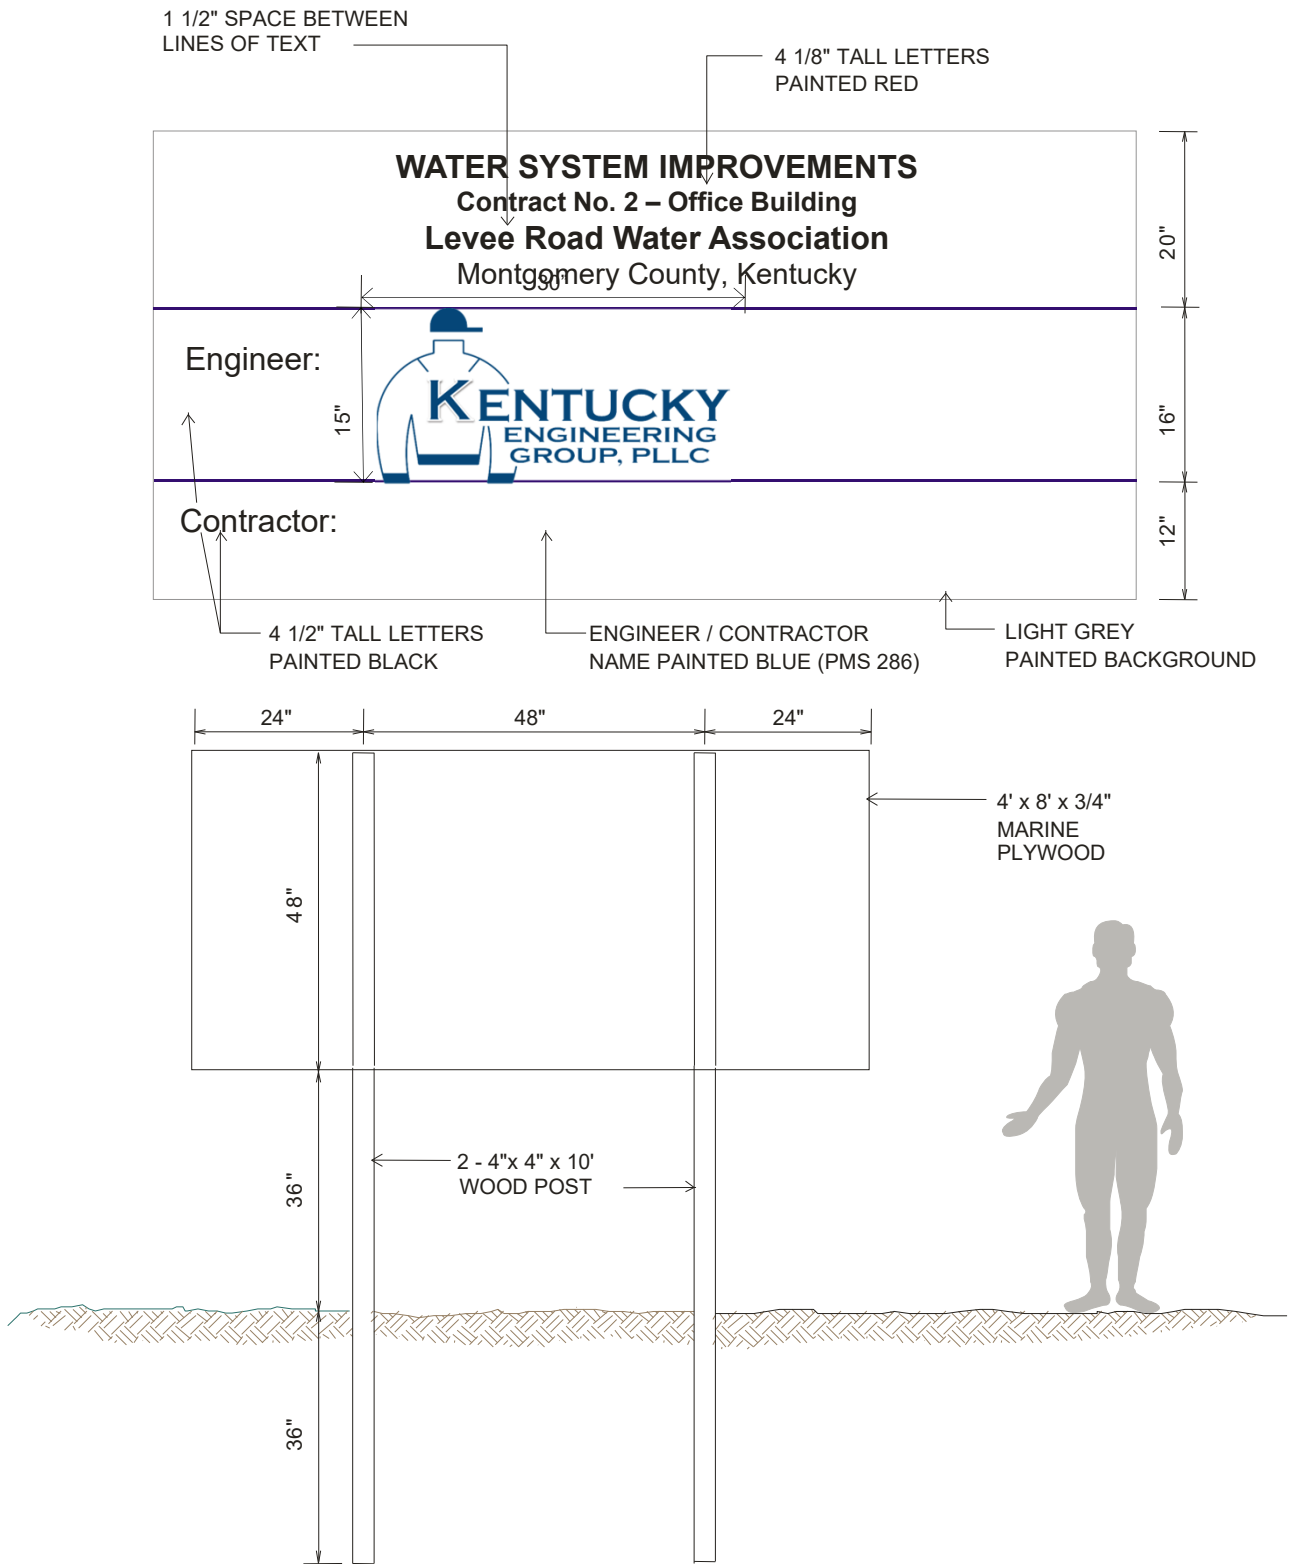 1 1/2" SPACE BETWEEN
LINES OF TEXT
4 1/8" TALL LETTERS
PAINTED RED
WATER SYSTEM IMPROVEMENTS
Contract No. 2 – Office Building
Levee Road Water Association
Montgomery County, Kentucky
20"
30"
Engineer:
15"
KENTUCKY
ENGINEERING
GROUP, PLLC
16"
Contractor:
12"
4 1/2" TALL LETTERS
PAINTED BLACK
ENGINEER / CONTRACTOR
NAME PAINTED BLUE (PMS 286)
LIGHT GREY
PAINTED BACKGROUND
24"
48"
24"
4' x 8' x 3/4"
MARINE
PLYWOOD
48"
2 - 4"x 4" x 10'
WOOD POST
36"
36"